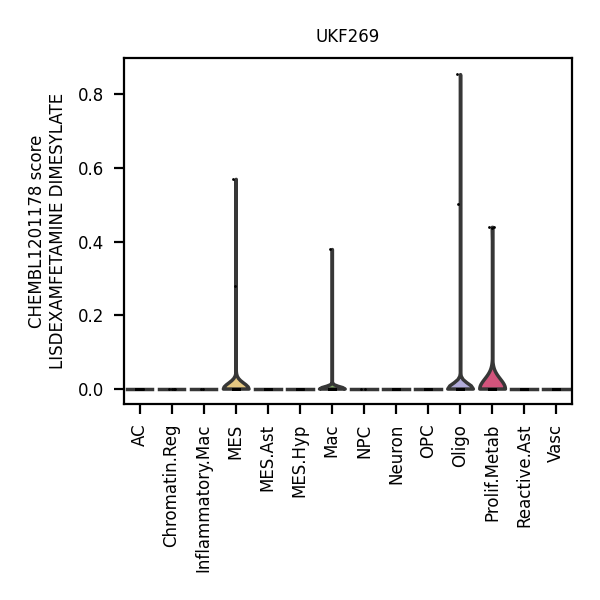 UKF269
CHEMBL1201178 score
LISDEXAMFETAMINE DIMESYLATE
0.8
0.6
0.4
0.2
0.0
AC
Chromatin.Reg
Inflammatory.Mac
MES
MES.Ast
MES.Hyp
Mac
NPC
Neuron
OPC
Oligo
Prolif.Metab
Reactive.Ast
Vasc